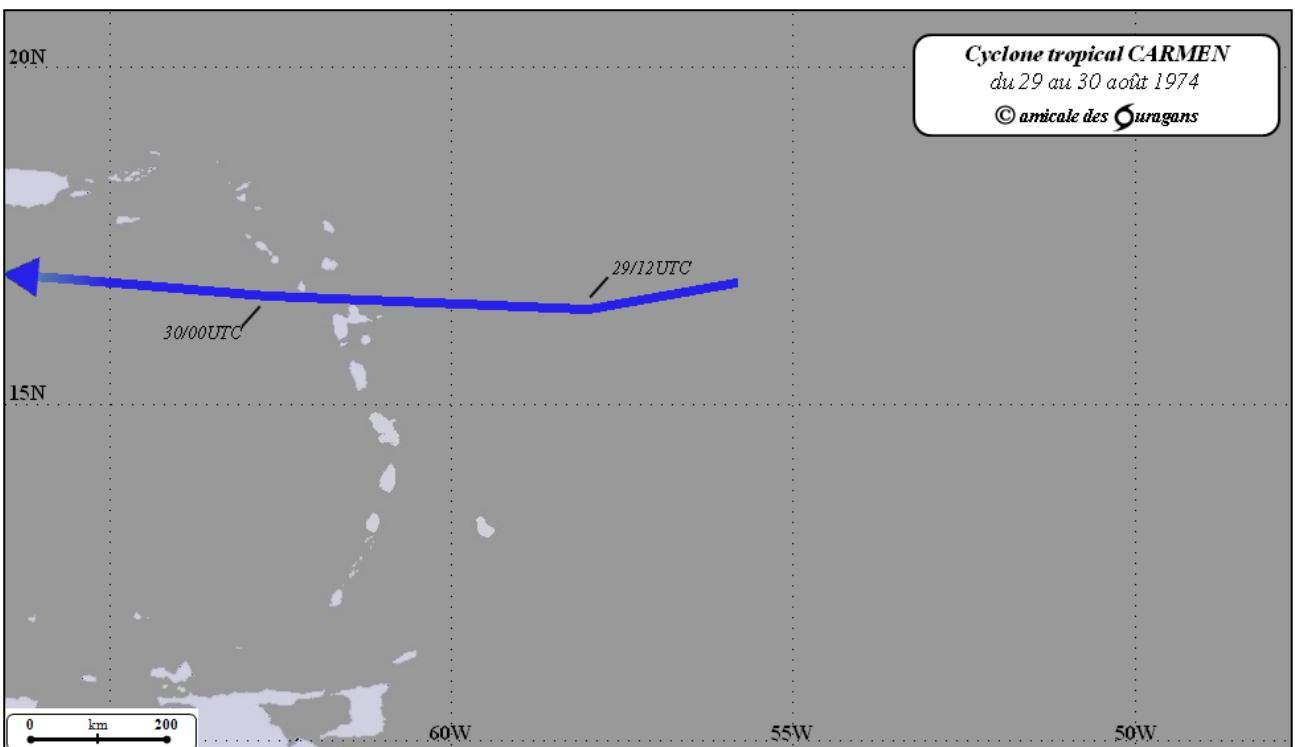 20N
Cyclone tropical CARMEN
du 29 au 30 août 1974
© amicale des Ouragans
29/12UTC
30/00UTC
15N
0 km 200
60W
55W
50W